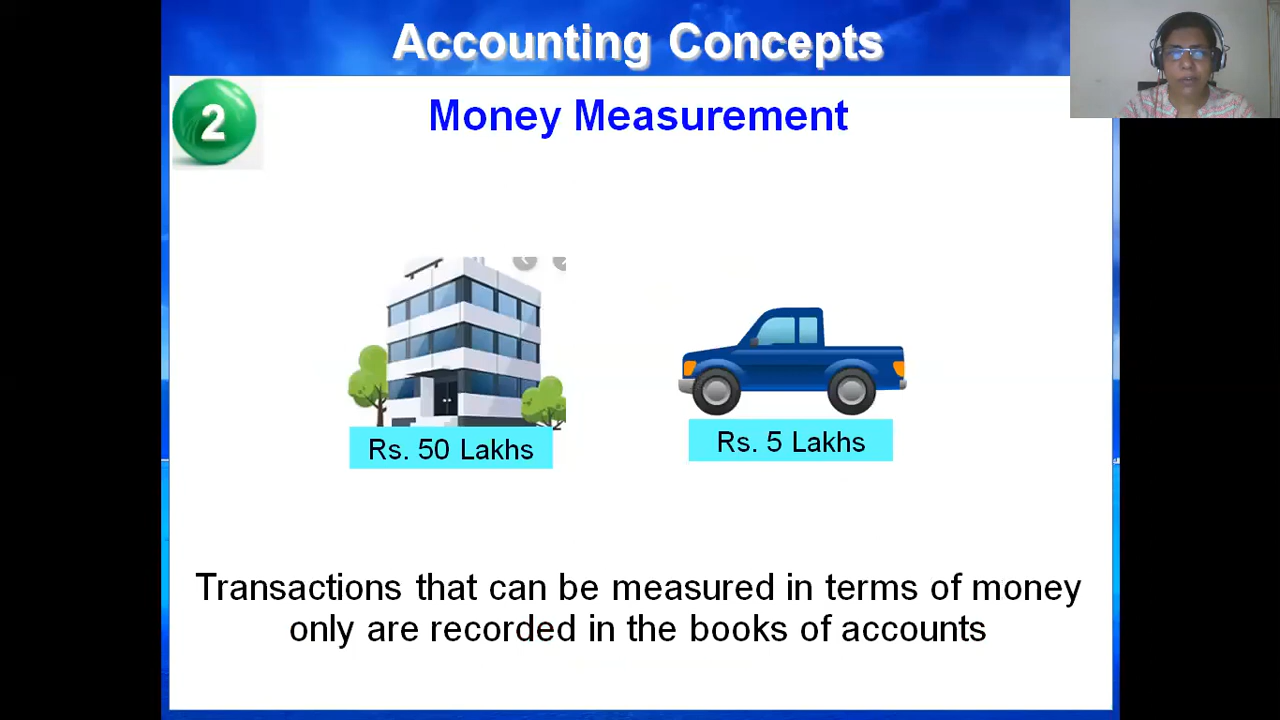 Accounting Concepts
2
Money Measurement
Rs. 50 Lakhs
Rs. 5 Lakhs
Transactions that can be measured in terms of money
only are recorded in the books of accounts